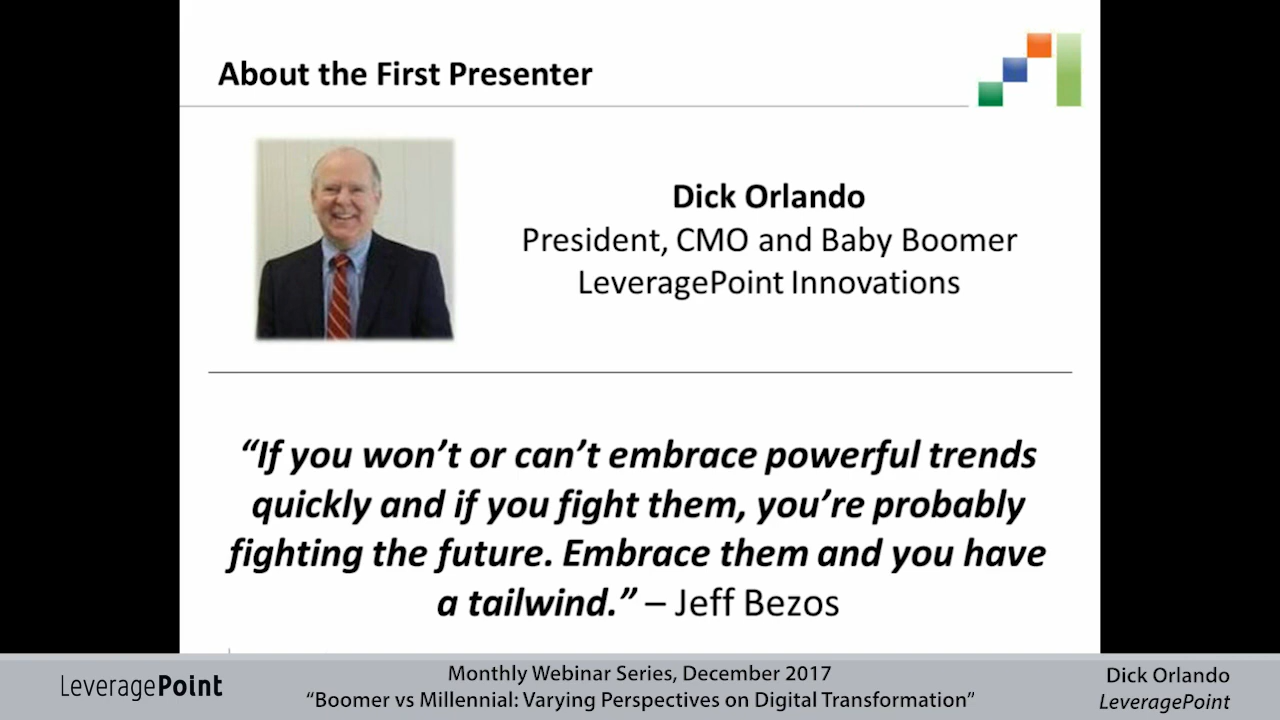 About the First Presenter
Dick Orlando
President, CMO and Baby Boomer
LeveragePoint Innovations
“If you won’t or can’t embrace powerful trends
quickly and if you fight them, you’re probably
fighting the future. Embrace them and you have
a tailwind.” – Jeff Bezos
LeveragePoint
Monthly Webinar Series, December 2017
“Boomer vs Millennial: Varying Perspectives on Digital Transformation”
Dick Orlando
LeveragePoint